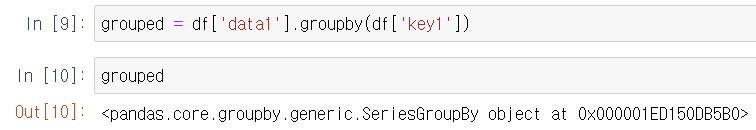 In [9]: grouped = df['data1'].groupby(df['key1'])
In [10]: grouped
Out[10]: <pandas.core.groupby.generic.SeriesGroupBy object at 0x000001ED150DB5B0>